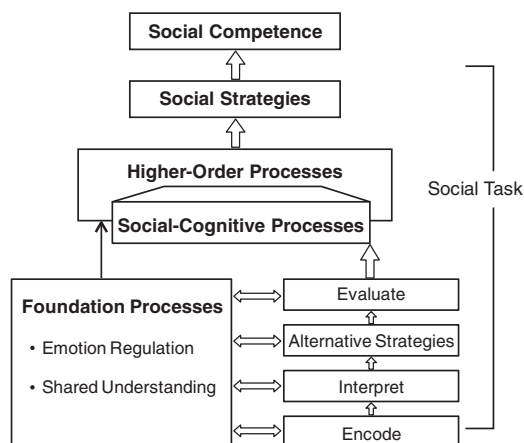 Social Competence
Social Strategies
Higher-Order Processes
Social Task
Social-Cognitive Processes
Foundation Processes
• Emotion Regulation
• Shared Understanding
Evaluate
Alternative Strategies
Interpret
Encode